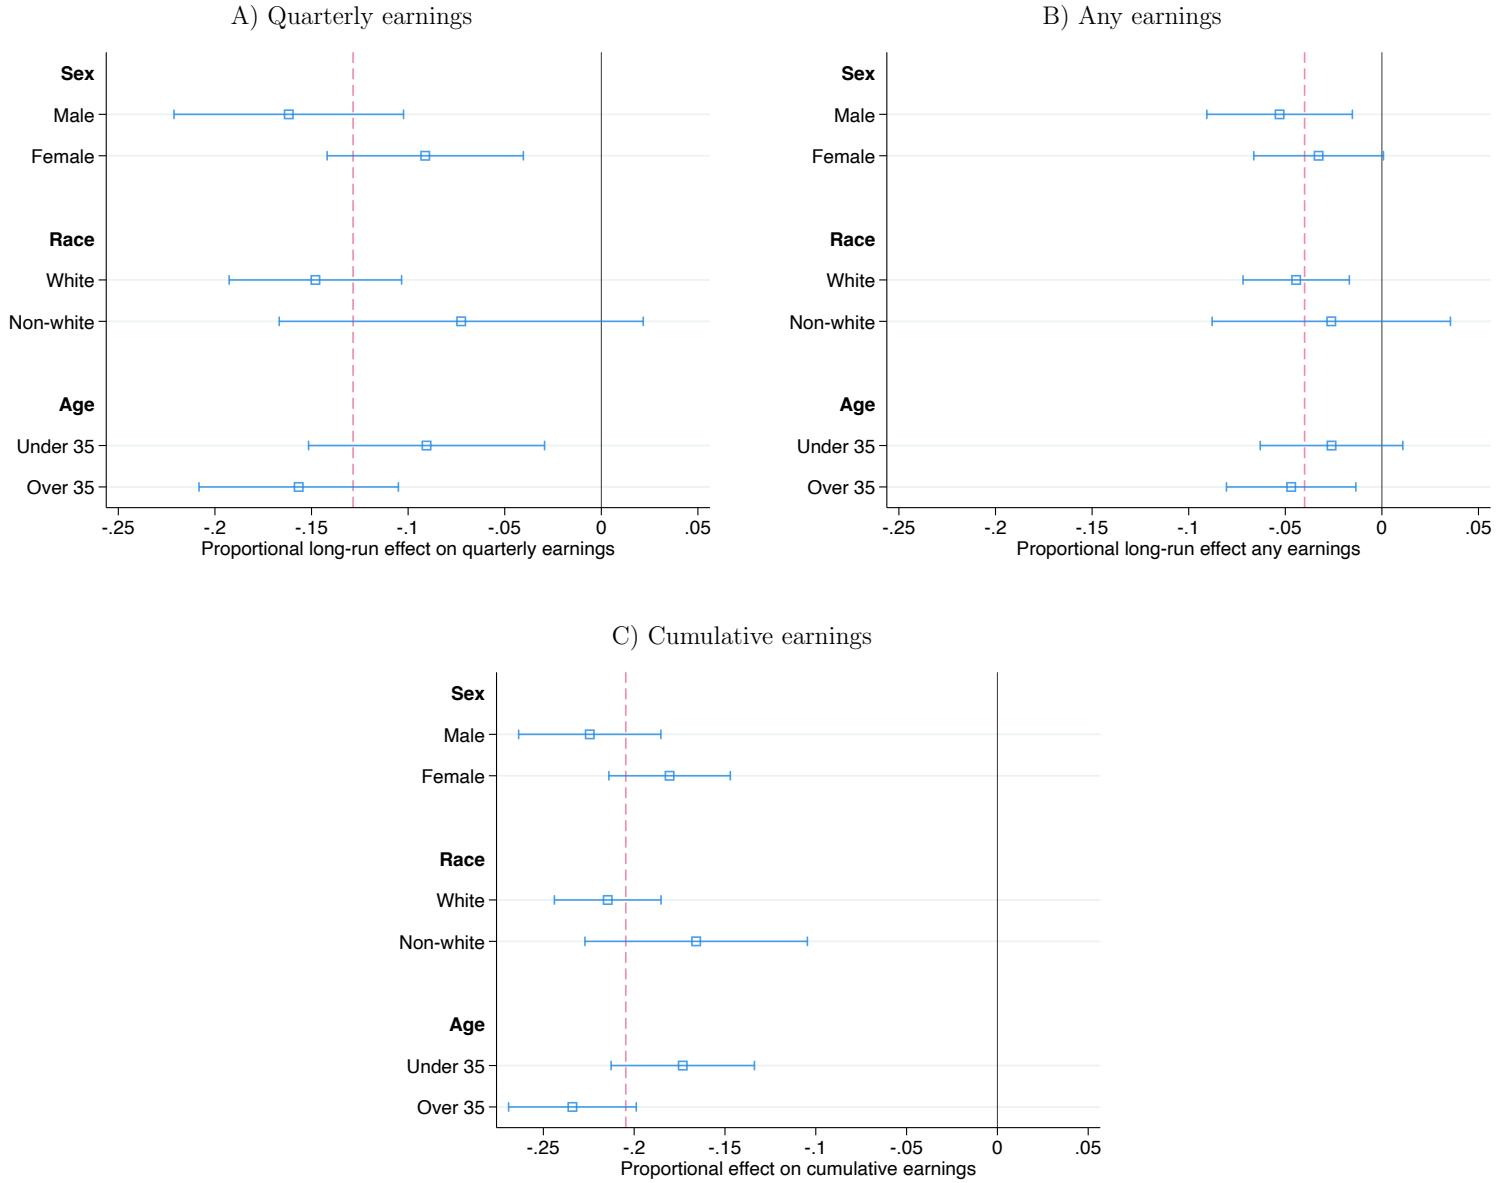 A) Quarterly earnings
Sex
Male
Female
Race
White
Non-white
Age
Under 35
Over 35
-.25 -.2 -.15 -.1 -.05 0 .05
Proportional long-run effect on quarterly earnings
B) Any earnings
Sex
Male
Female
Race
White
Non-white
Age
Under 35
Over 35
-.25 -.2 -.15 -.1 -.05 0 .05
Proportional long-run effect any earnings
C) Cumulative earnings
Sex
Male
Female
Race
White
Non-white
Age
Under 35
Over 35
-.25 -.2 -.15 -.1 -.05 0 .05
Proportional effect on cumulative earnings